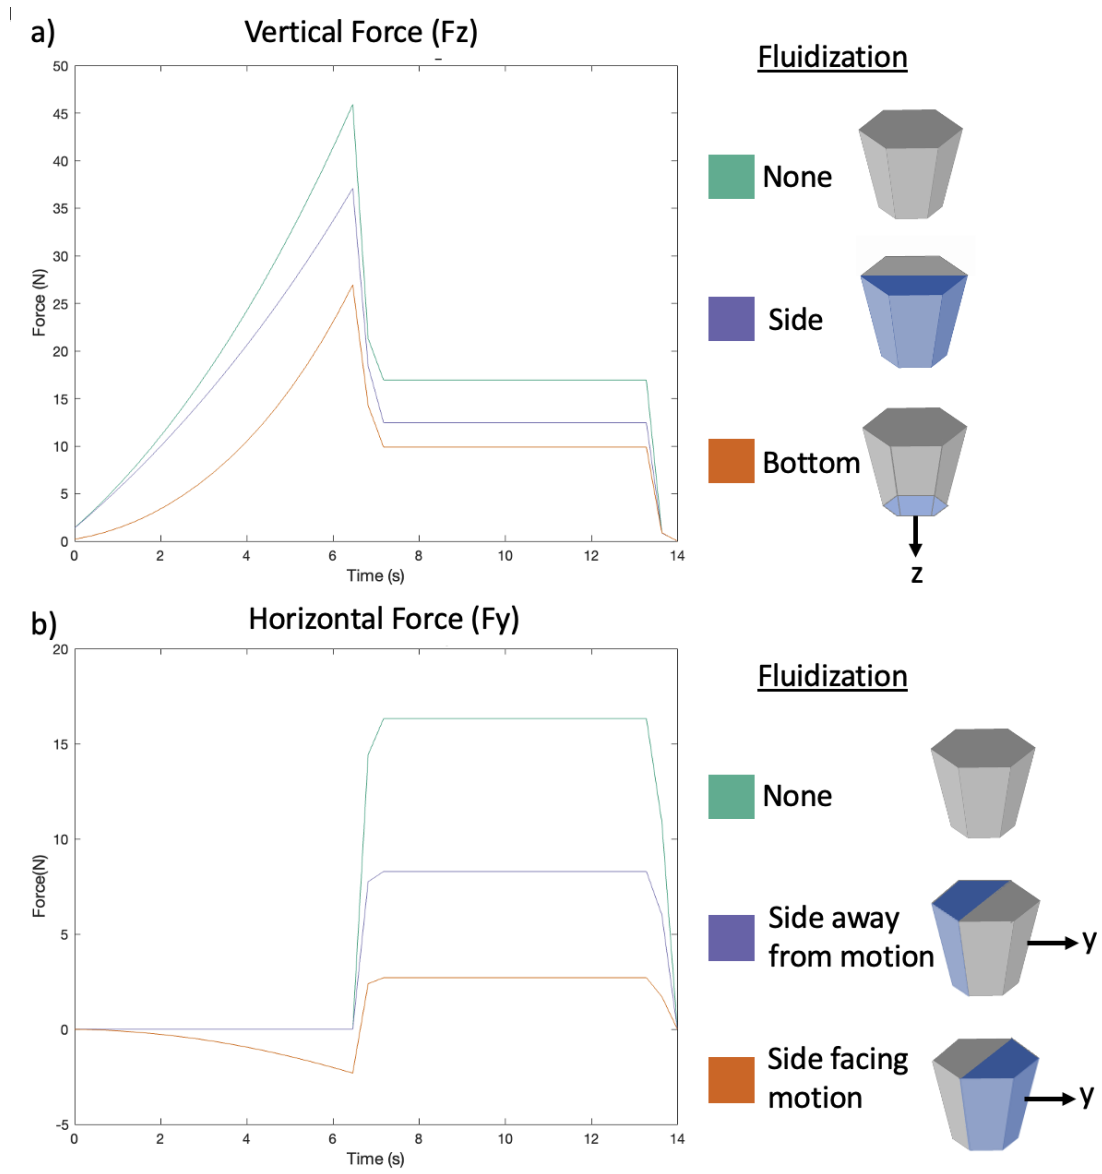 a)
Vertical Force (Fz)
50
45
40
35
30
25
20
15
10
5
0
Force (N)
0 2 4 6 8 10 12 14
Time (s)
Fluidization
None
Side
Bottom
z
b)
Horizontal Force (Fy)
20
15
10
5
0
-5
Force(N)
0 2 4 6 8 10 12 14
Time (s)
Fluidization
None
Side away
from motion
y
Side facing
motion
y